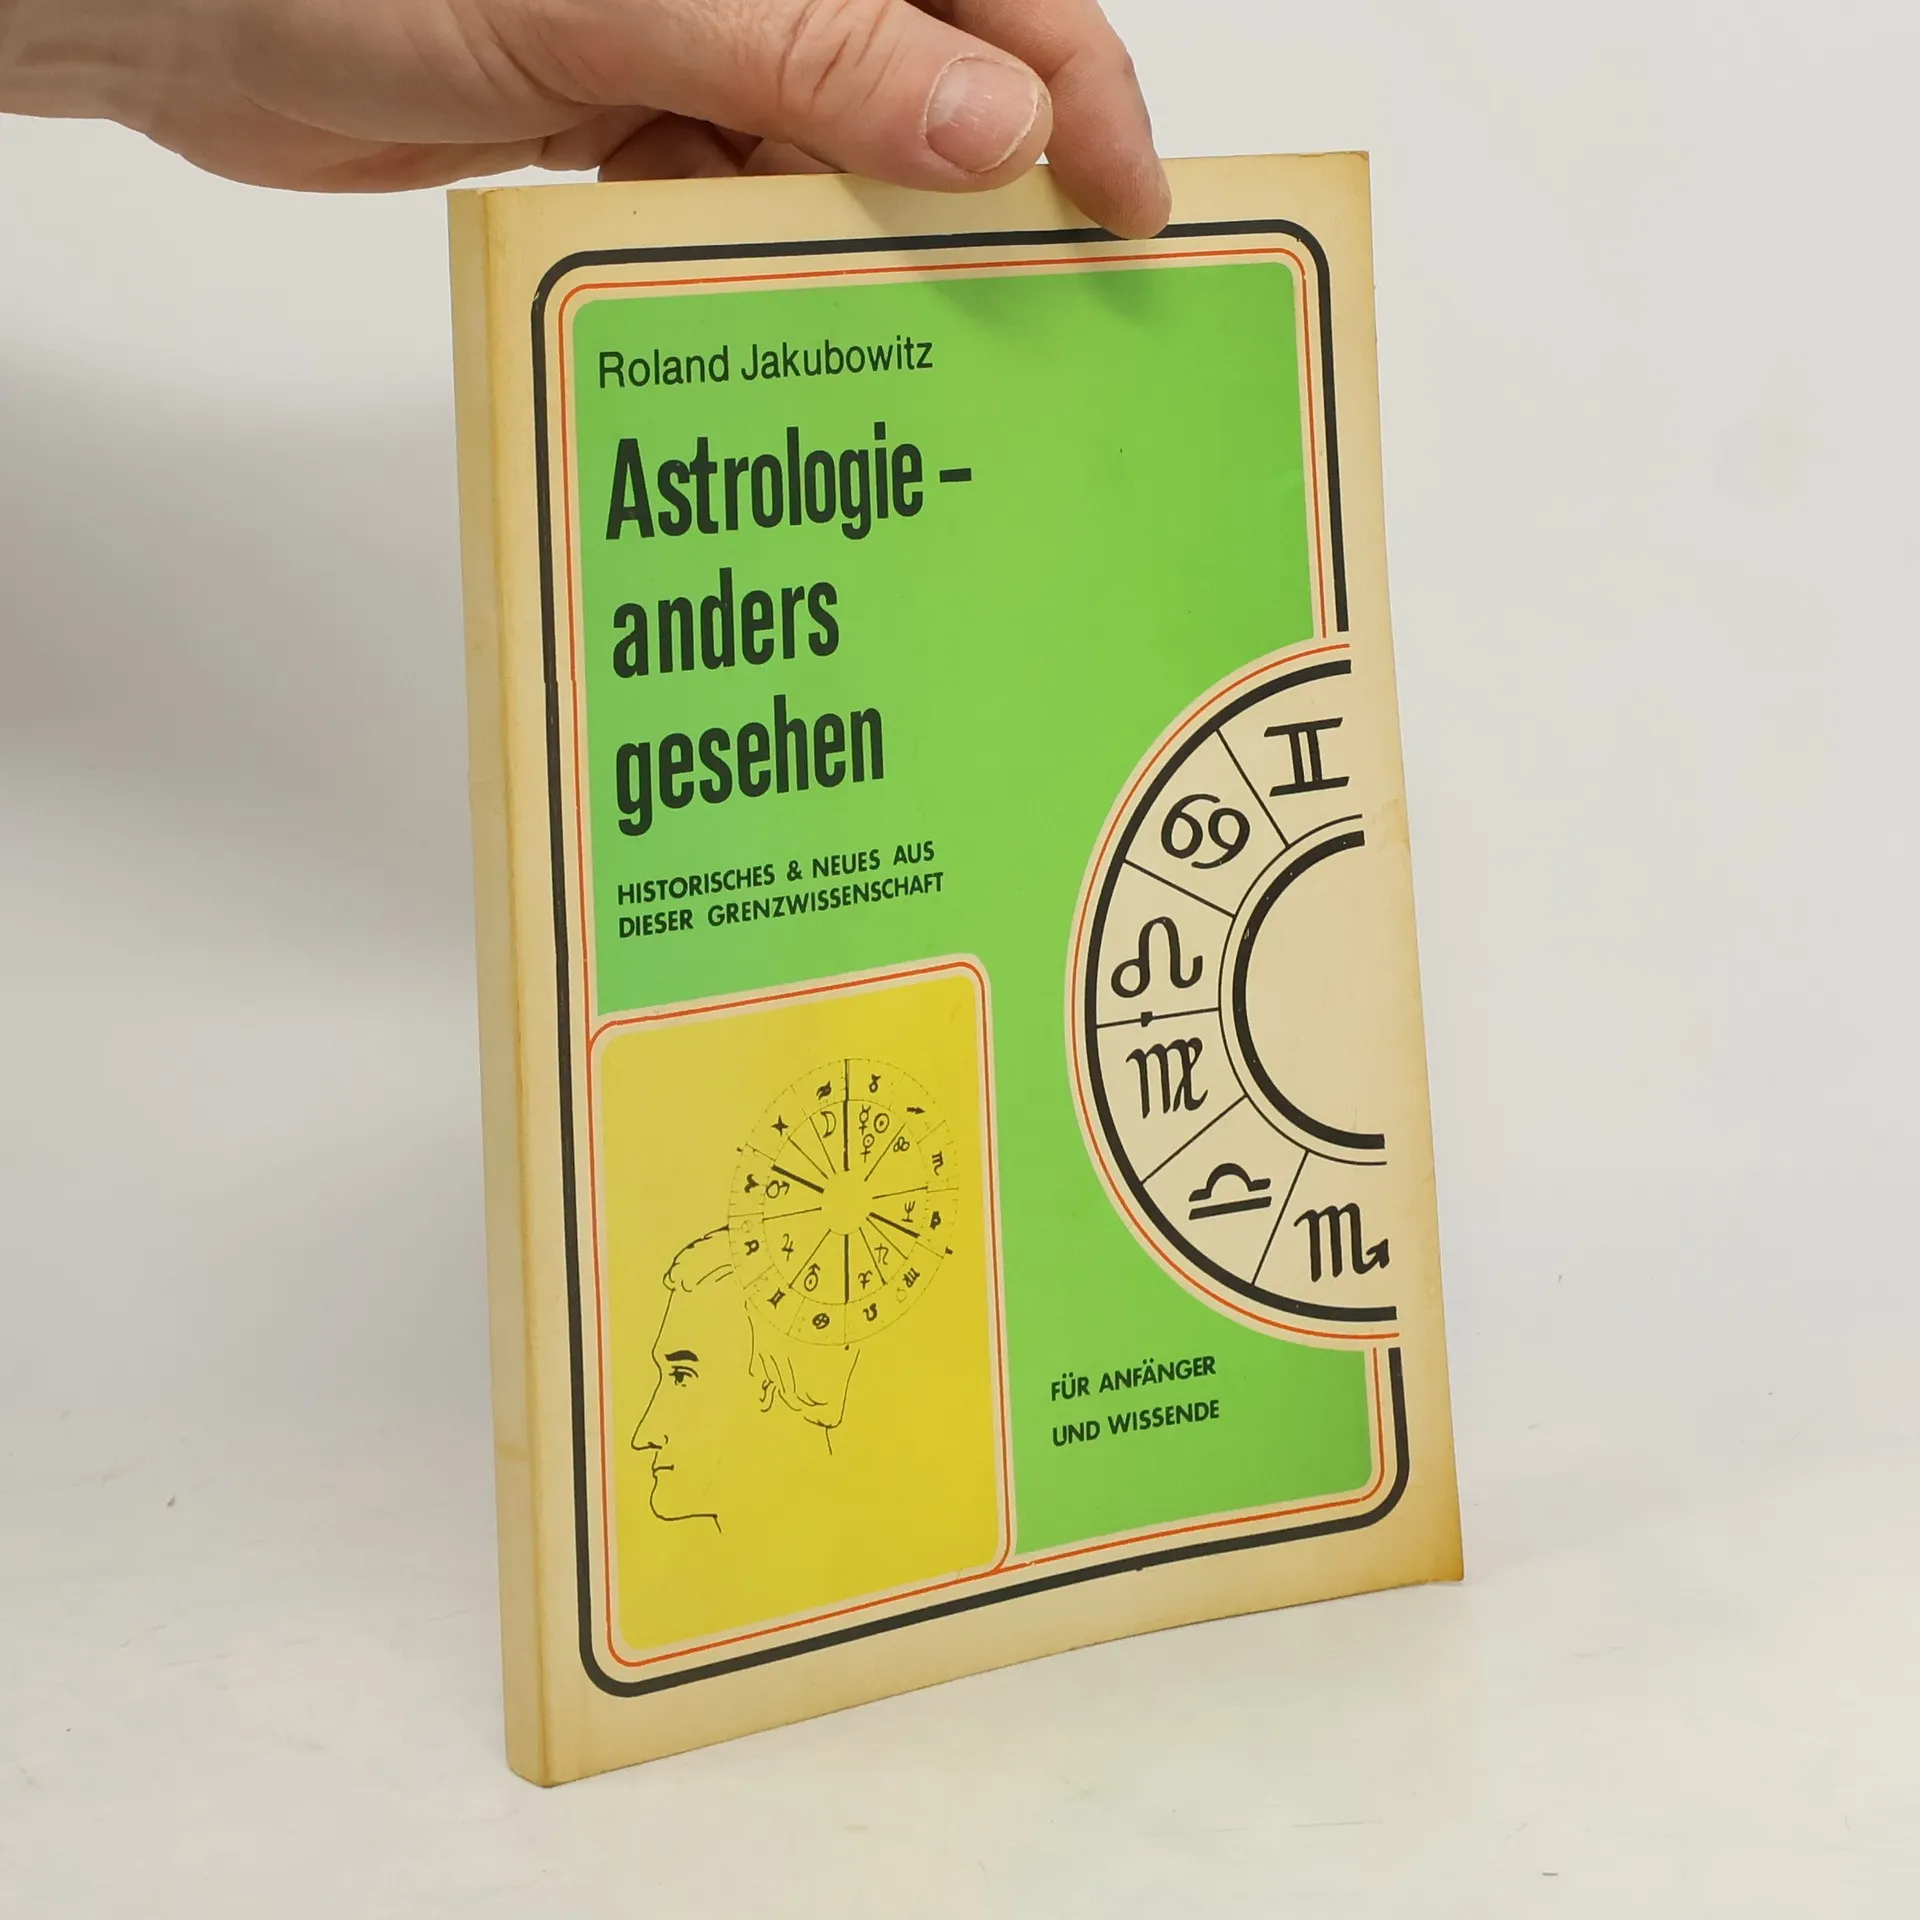 Roland Jakubowitz
Astrologie –
anders
gesehen
HISTORISCHES & NEUES AUS
DIESER GRENZWISSENSCHAFT
FÜR ANFÄNGER
UND WISSENDE